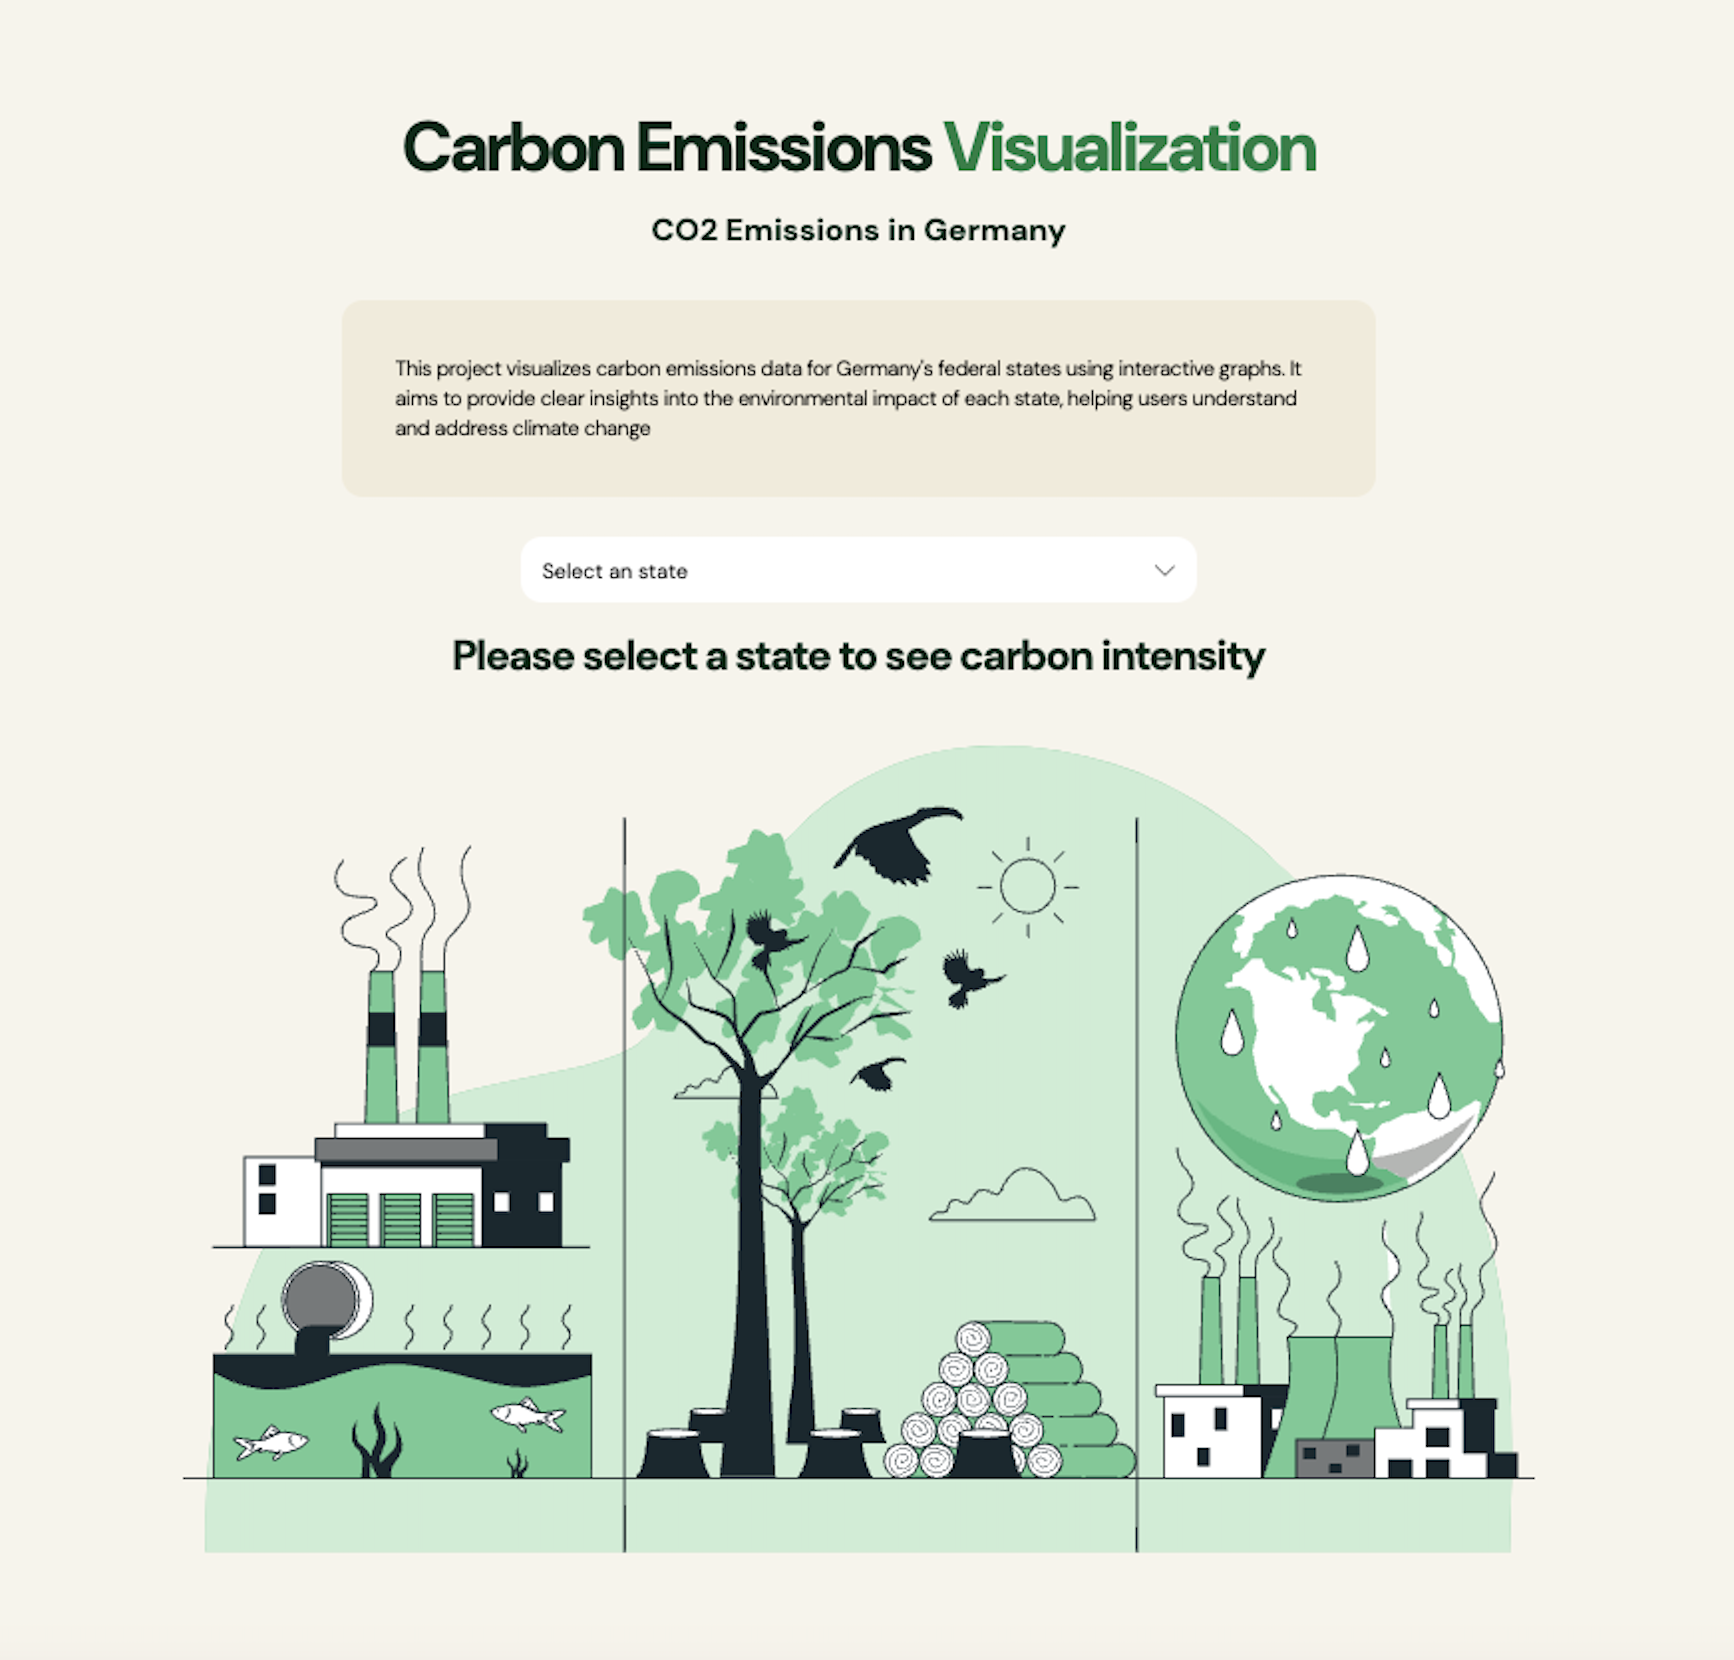 Carbon Emissions Visualization
CO2 Emissions in Germany
This project visualizes carbon emissions data for Germany's federal states using interactive graphs. It
aims to provide clear insights into the environmental impact of each state, helping users understand
and address climate change
Select an state
Please select a state to see carbon intensity